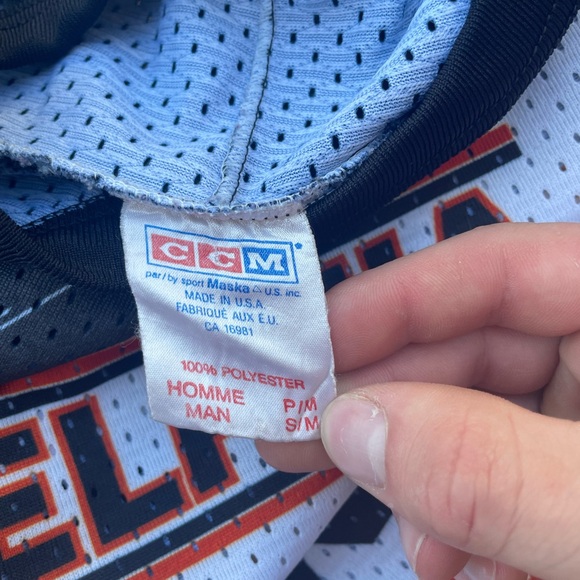 CCM*
par/by sport Maska U.S. inc.
MADE IN U.S.A.
FABRIQUÉ AUX E.U.
CA 16981
100% POLYESTER
HOMME P/M
MAN S/M